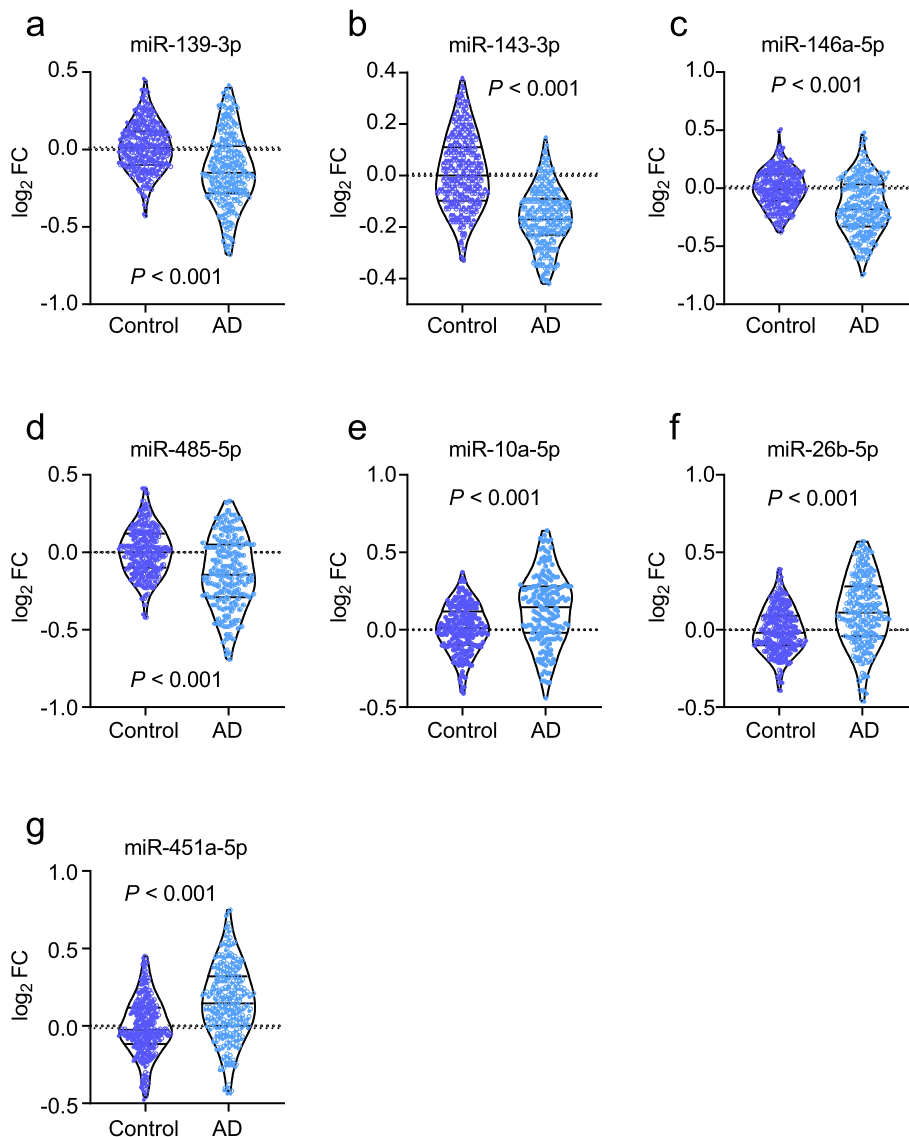 a
miR-139-3p
0.5
0.0
-0.5
-1.0
log2 FC
P < 0.001
Control AD
b
miR-143-3p
0.4
0.2
0.0
-0.2
-0.4
log2 FC
P < 0.001
Control AD
c
miR-146a-5p
1.0
0.5
0.0
-0.5
-1.0
log2 FC
P < 0.001
Control AD
d
miR-485-5p
0.5
0.0
-0.5
-1.0
log2 FC
P < 0.001
Control AD
e
miR-10a-5p
1.0
0.5
0.0
-0.5
log2 FC
P < 0.001
Control AD
f
miR-26b-5p
1.0
0.5
0.0
-0.5
log2 FC
P < 0.001
Control AD
g
miR-451a-5p
1.0
0.5
0.0
-0.5
log2 FC
P < 0.001
Control AD